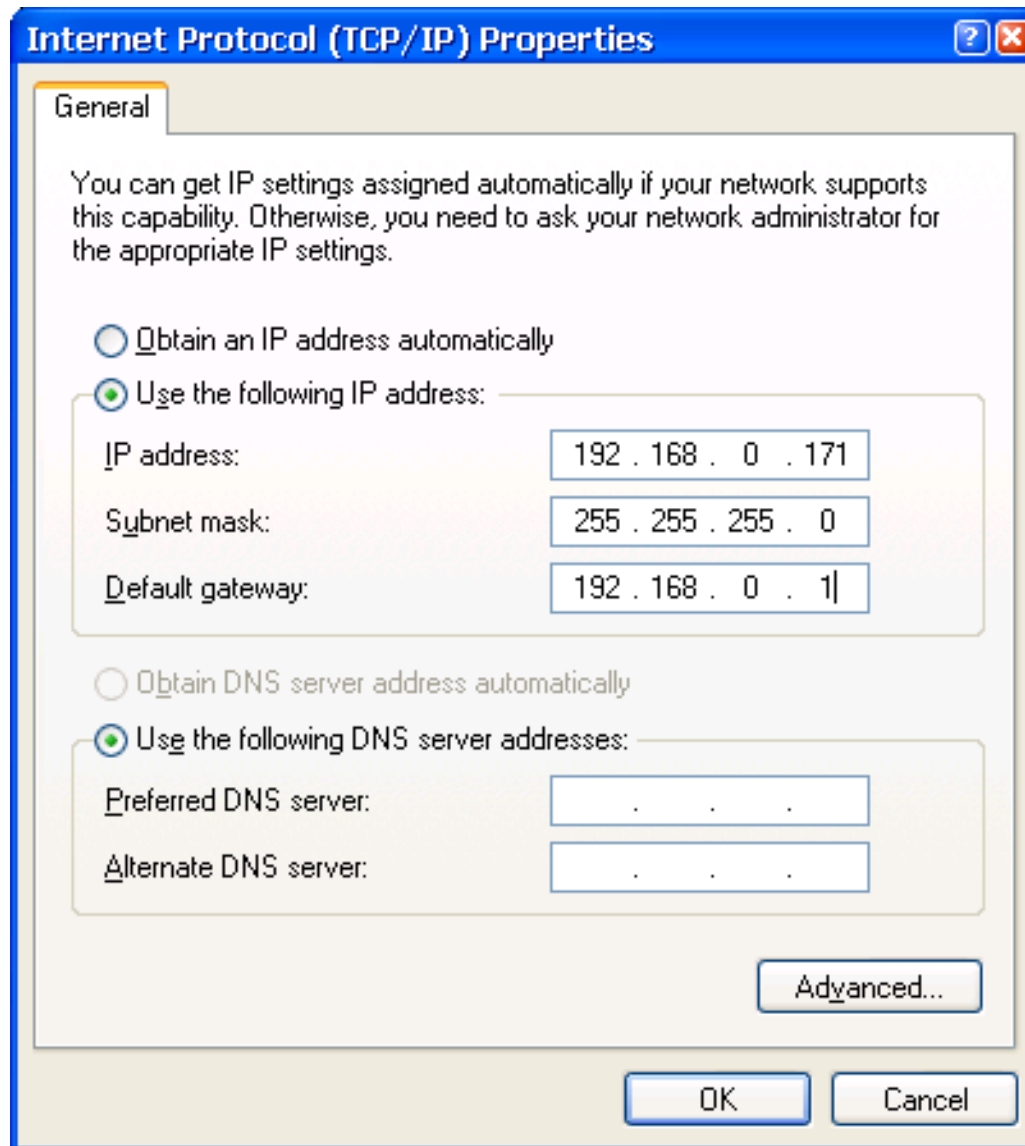 Internet Protocol (TCP/IP) Properties
General
You can get IP settings assigned automatically if your network supports
this capability. Otherwise, you need to ask your network administrator for
the appropriate IP settings.
Obtain an IP address automatically
Use the following IP address:
IP address: 192 . 168 . 0 . 171
Subnet mask: 255 . 255 . 255 . 0
Default gateway: 192 . 168 . 0 . 1
Obtain DNS server address automatically
Use the following DNS server addresses:
Preferred DNS server: . . .
Alternate DNS server: . . .
Advanced...
OK Cancel